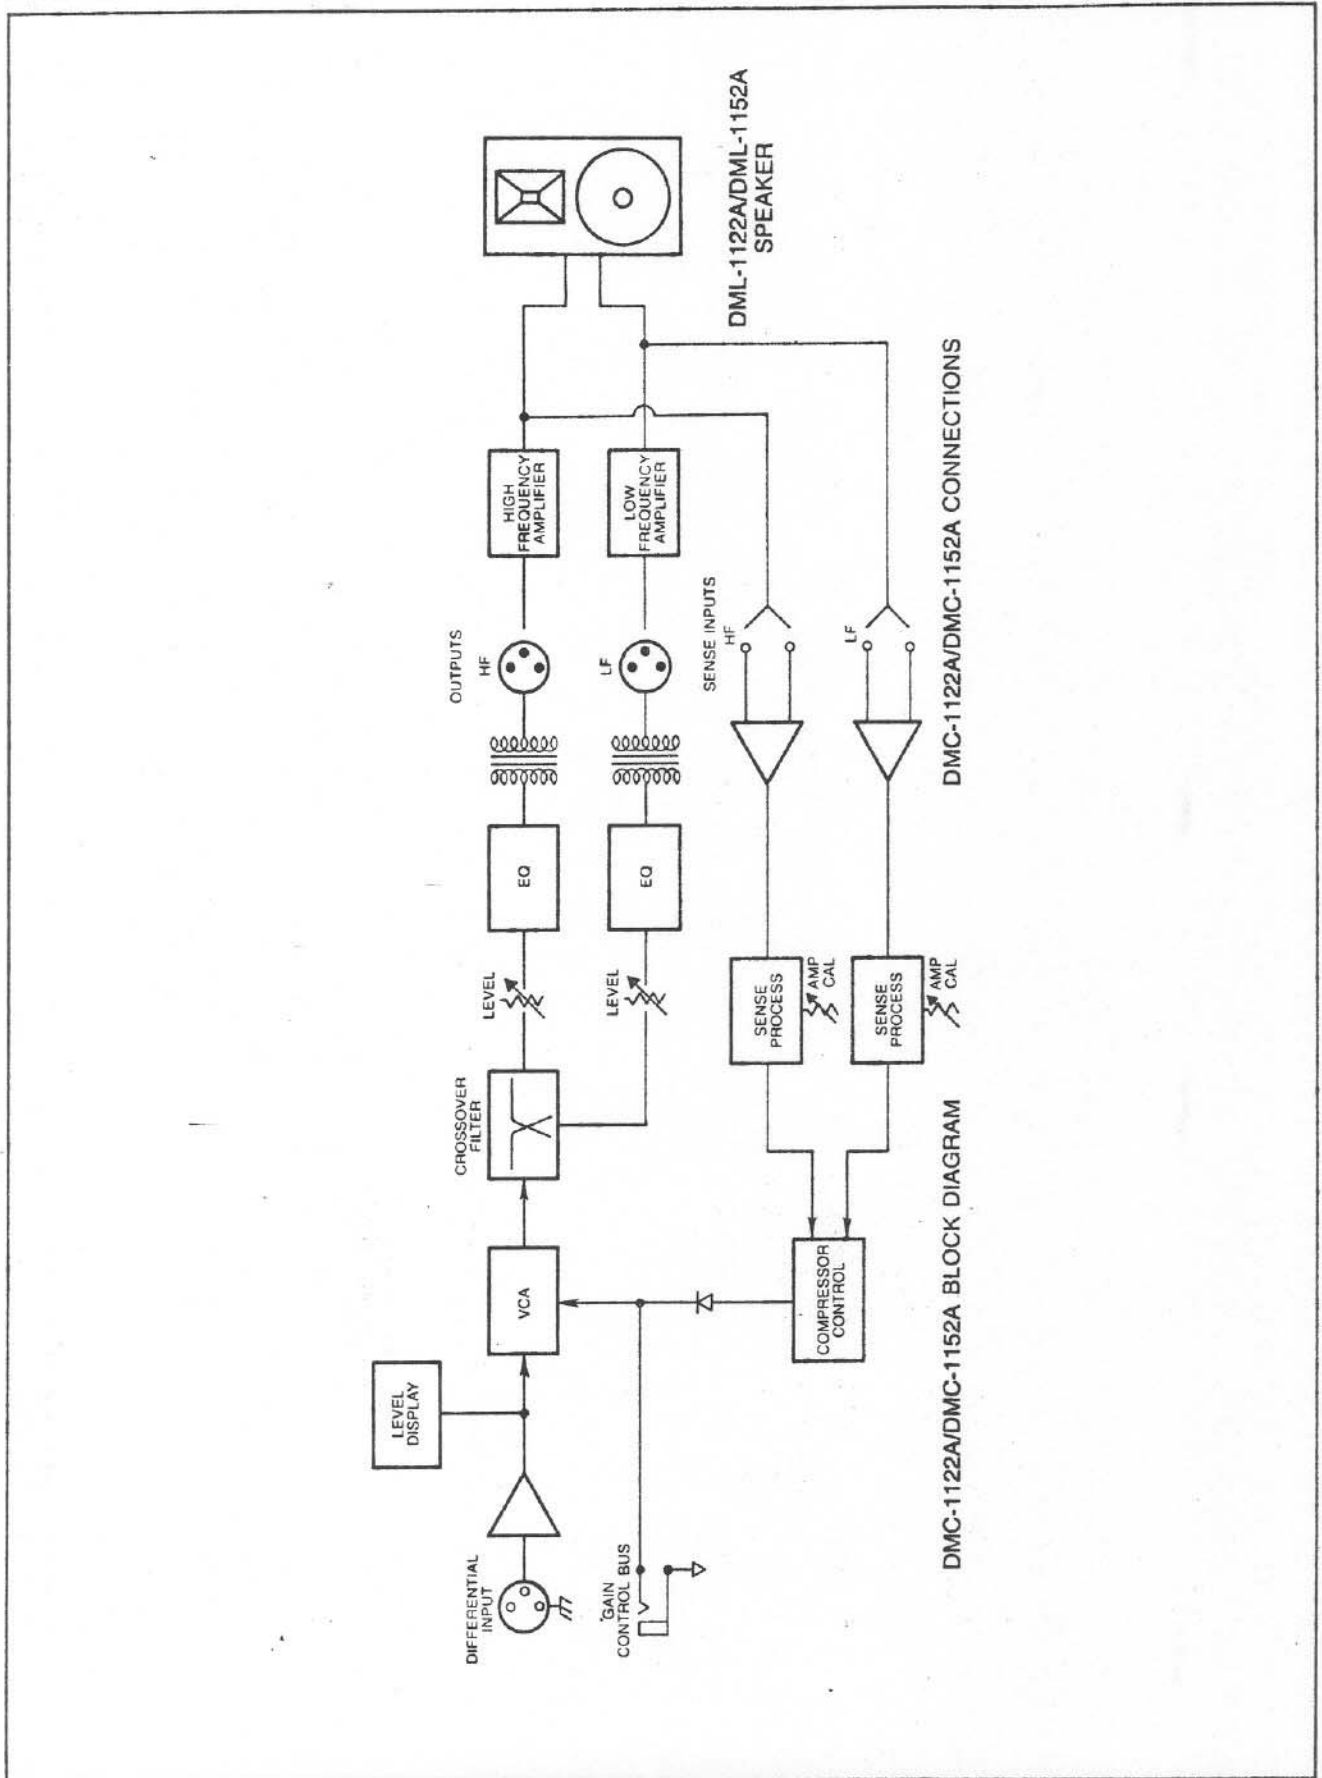 LEVEL
DISPLAY
DIFFERENTIAL
INPUT
VCA
CROSSOVER
FILTER
LEVEL
EQ
OUTPUTS
HF
HIGH
FREQUENCY
AMPLIFIER
LEVEL
EQ
LF
LOW
FREQUENCY
AMPLIFIER
GAIN
CONTROL BUS
SENSE INPUTS
HF
SENSE
PROCESS
AMP
CAL
DML-1122A/DML-1152A
SPEAKER
COMPRESSOR
CONTROL
SENSE
PROCESS
AMP
CAL
LF
DMC-1122A/DMC-1152A BLOCK DIAGRAM
DMC-1122A/DMC-1152A CONNECTIONS